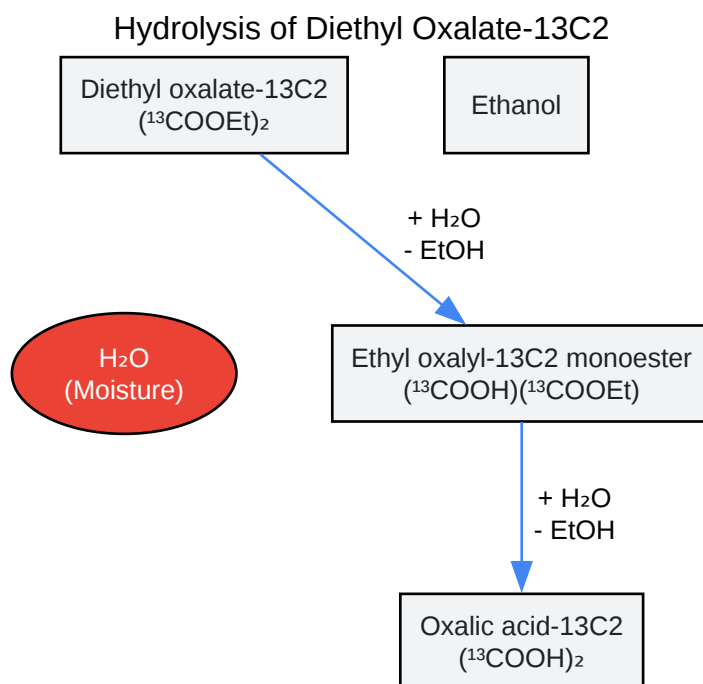 Hydrolysis of Diethyl Oxalate-13C2
Diethyl oxalate-13C2
(¹³COOEt)₂
Ethanol
+ H₂O
- EtOH
H₂O
(Moisture)
Ethyl oxalyl-13C2 monoester
(¹³COOH)(¹³COOEt)
+ H₂O
- EtOH
Oxalic acid-13C2
(¹³COOH)₂